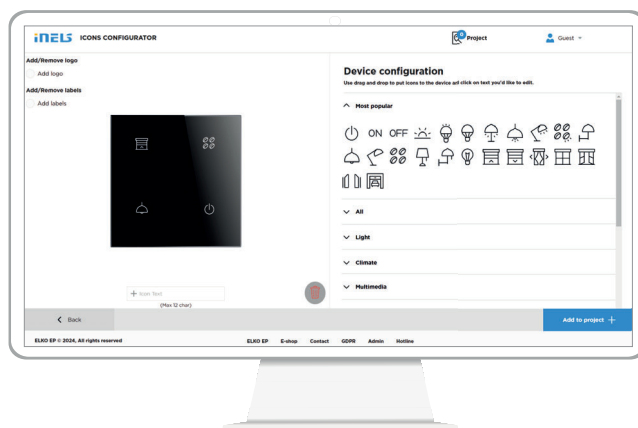 iNELS ICONS CONFIGURATOR
0 Project
Guest
Add/Remove logo
Add logo
Add/Remove labels
Add labels
Device configuration
Use drag and drop to put icons to the device and click on text you'd like to edit.
Most popular
ON OFF
All
Light
Climate
Multimedia
+ Icon Text
(Max 12 char)
Back
Add to project +
ELKO EP © 2024, All rights reserved
ELKO EP E-shop Contact GDPR Admin Hotline